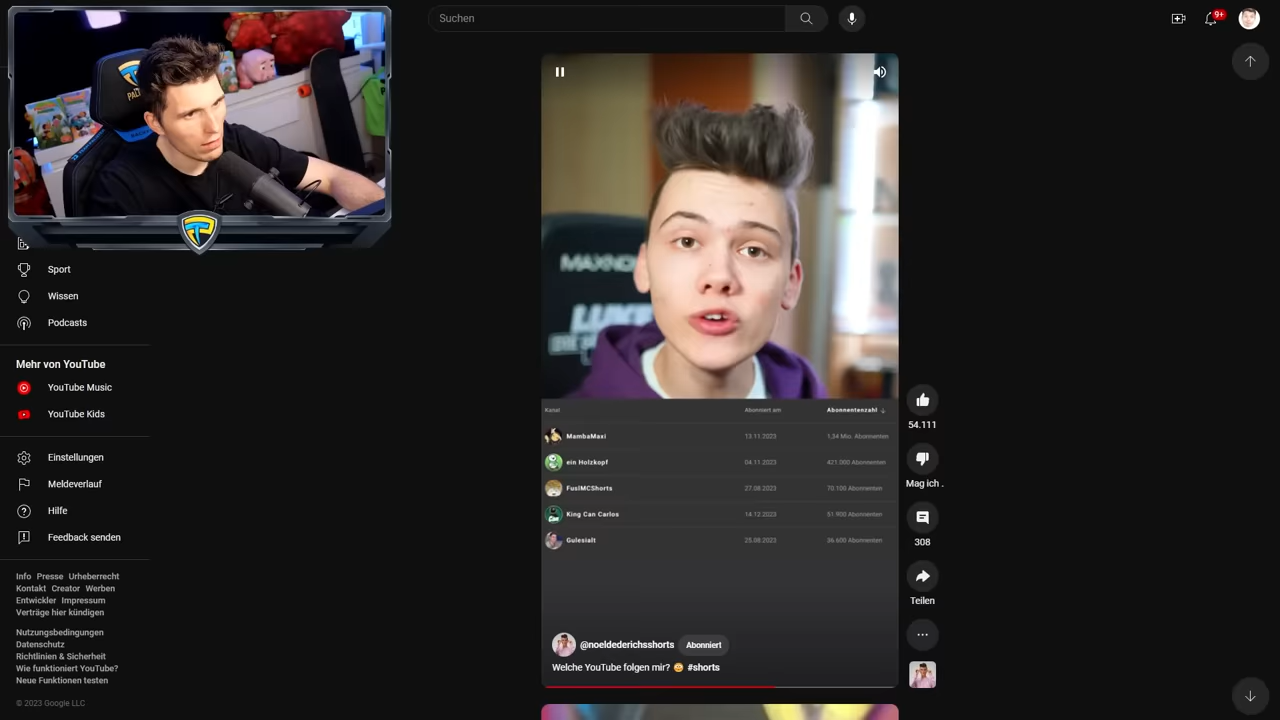 Suchen
9+
Sport
Wissen
Podcasts
Mehr von YouTube
YouTube Music
YouTube Kids
Einstellungen
Meldeverlauf
Hilfe
Feedback senden
Info Presse Urheberrecht
Kontakt Creator Werben
Entwickler Impressum
Verträge hier kündigen
Nutzungsbedingungen
Datenschutz
Richtlinien & Sicherheit
Wie funktioniert YouTube?
Neue Funktionen testen
© 2023 Google LLC
Kanal Abonniert am Abonnentenzahl ↓
MambaMaxi 13.11.2023 1,34 Mio. Abonnenten
ein Holzkopf 04.11.2023 421.000 Abonnenten
FuslMCShorts 27.08.2023 70.100 Abonnenten
King Can Carlos 14.12.2023 51.900 Abonnenten
Gulesialt 25.08.2023 36.600 Abonnenten
@noeldederichsshorts Abonniert
Welche YouTube folgen mir? #shorts
54.111
Mag ich .
308
Teilen